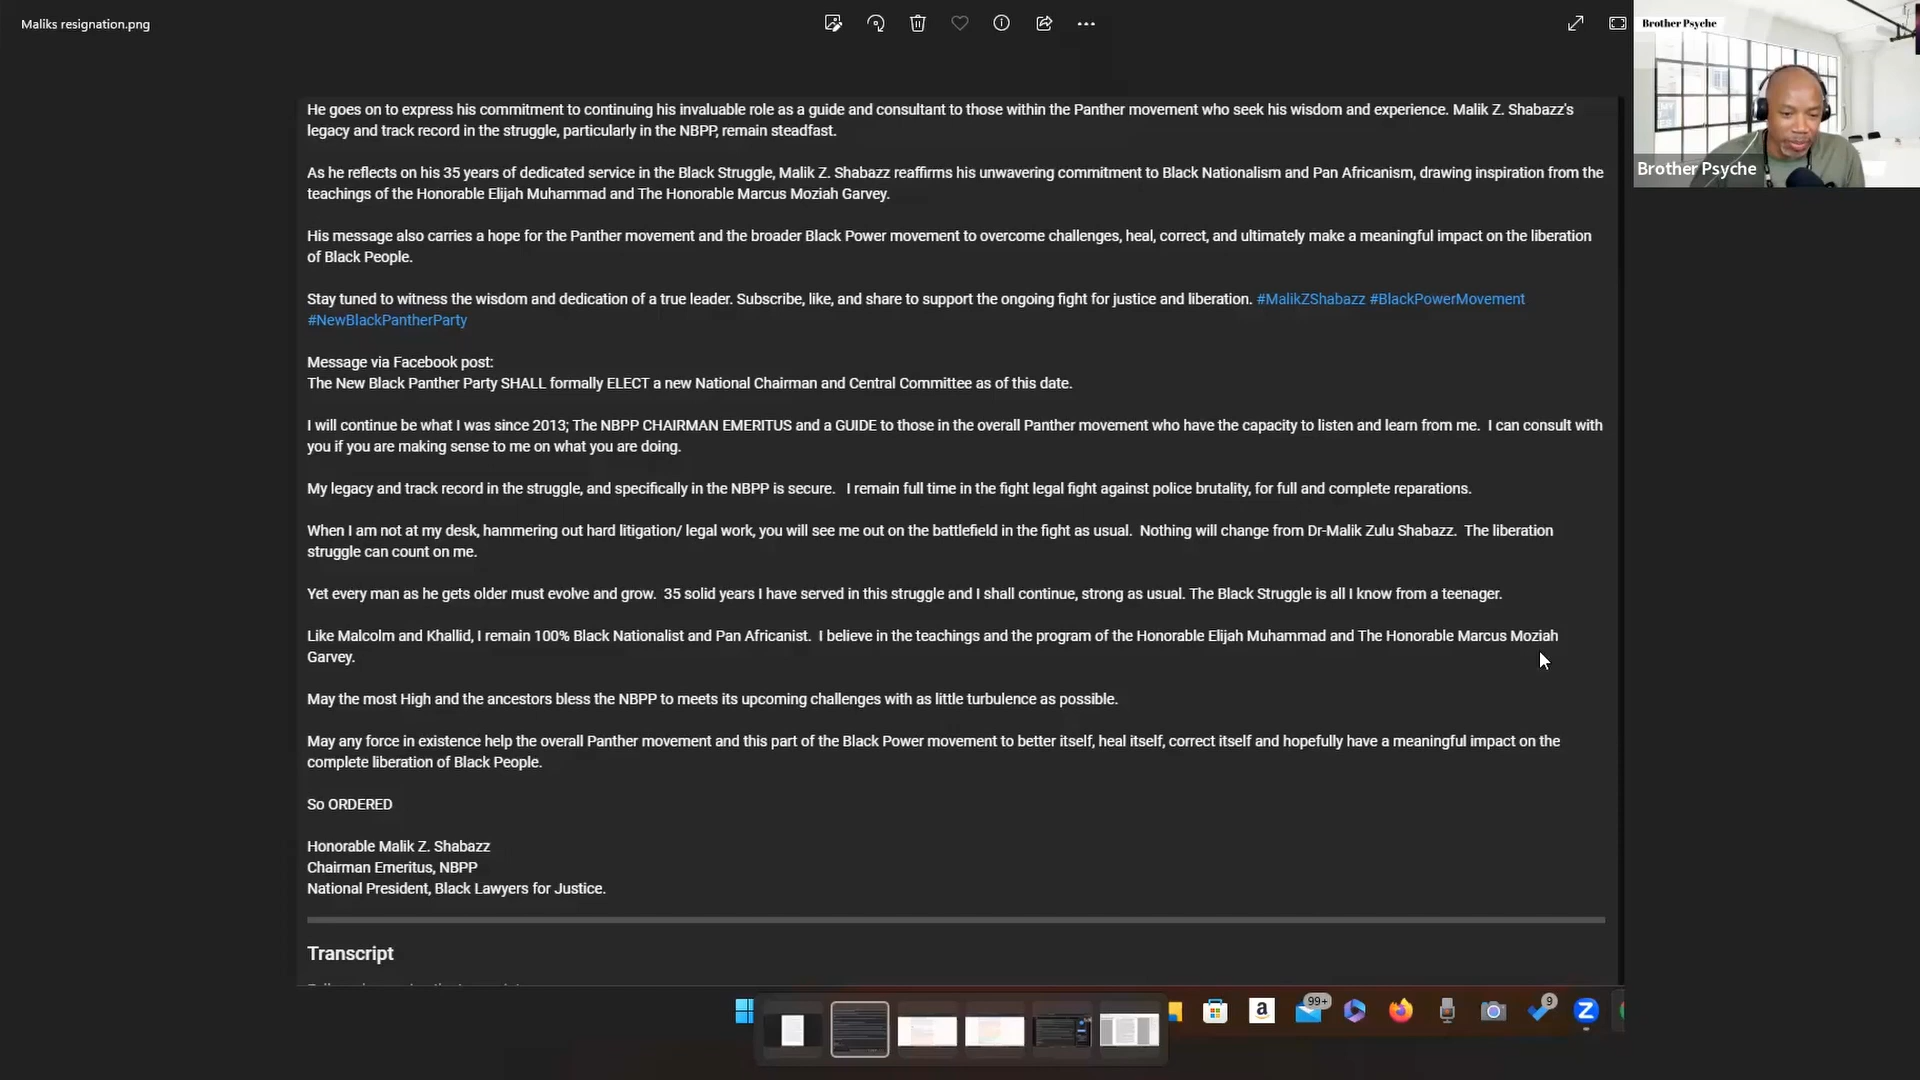 Maliks resignation.png
Brother Psyche
Brother Psyche
He goes on to express his commitment to continuing his invaluable role as a guide and consultant to those within the Panther movement who seek his wisdom and experience. Malik Z. Shabazz's
legacy and track record in the struggle, particularly in the NBPP, remain steadfast.
As he reflects on his 35 years of dedicated service in the Black Struggle, Malik Z. Shabazz reaffirms his unwavering commitment to Black Nationalism and Pan Africanism, drawing inspiration from the
teachings of the Honorable Elijah Muhammad and The Honorable Marcus Moziah Garvey.
His message also carries a hope for the Panther movement and the broader Black Power movement to overcome challenges, heal, correct, and ultimately make a meaningful impact on the liberation
of Black People.
Stay tuned to witness the wisdom and dedication of a true leader. Subscribe, like, and share to support the ongoing fight for justice and liberation. #MalikZShabazz #BlackPowerMovement
#NewBlackPantherParty
Message via Facebook post:
The New Black Panther Party SHALL formally ELECT a new National Chairman and Central Committee as of this date.
I will continue be what I was since 2013; The NBPP CHAIRMAN EMERITUS and a GUIDE to those in the overall Panther movement who have the capacity to listen and learn from me.  I can consult with
you if you are making sense to me on what you are doing.
My legacy and track record in the struggle, and specifically in the NBPP is secure.   I remain full time in the fight legal fight against police brutality, for full and complete reparations.
When I am not at my desk, hammering out hard litigation/ legal work, you will see me out on the battlefield in the fight as usual.  Nothing will change from Dr-Malik Zulu Shabazz.  The liberation
struggle can count on me.
Yet every man as he gets older must evolve and grow.  35 solid years I have served in this struggle and I shall continue, strong as usual. The Black Struggle is all I know from a teenager.
Like Malcolm and Khallid, I remain 100% Black Nationalist and Pan Africanist.  I believe in the teachings and the program of the Honorable Elijah Muhammad and The Honorable Marcus Moziah
Garvey.
May the most High and the ancestors bless the NBPP to meets its upcoming challenges with as little turbulence as possible.
May any force in existence help the overall Panther movement and this part of the Black Power movement to better itself, heal itself, correct itself and hopefully have a meaningful impact on the
complete liberation of Black People.
So ORDERED
Honorable Malik Z. Shabazz
Chairman Emeritus, NBPP
National President, Black Lawyers for Justice.
Transcript
99+
9